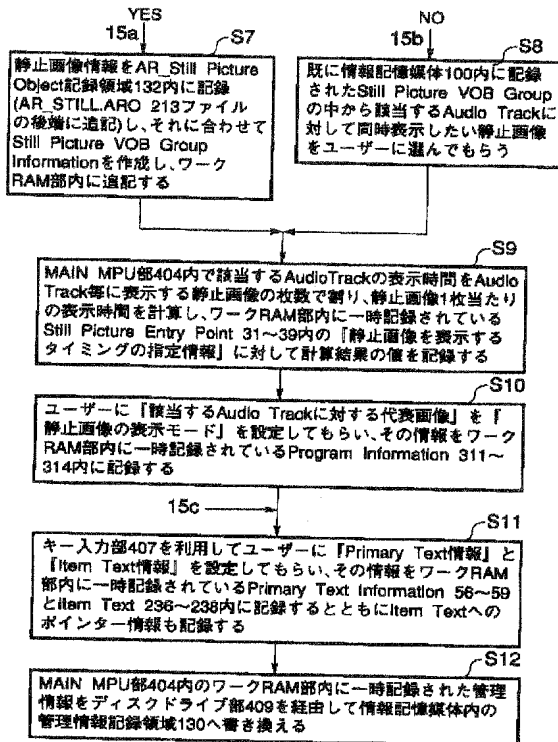 YES
15a
S7
静止画像情報をAR_Still Picture
Object記録領域132内に記録
(AR_STILL.ARO 213ファイル
の後端に追記)し、それに合わせて
Still Picture VOB Group
Informationを作成し、ワーク
RAM部内に追記する
NO
15b
S8
既に情報記憶媒体100内に記録
されたStill Picture VOB Group
の中から該当するAudio Trackに
対して同時表示したい静止画像
をユーザーに選んでもらう
S9
MAIN MPU部404内で該当するAudioTrackの表示時間をAudio
Track毎に表示する静止画像の枚数で割り、静止画像1枚当たり
の表示時間を計算し、ワークRAM部内に一時記録されている
Still Picture Entry Point 31〜39内の『静止画像を表示する
タイミングの指定情報』に対して計算結果の値を記録する
S10
ユーザーに『該当するAudio Trackに対する代表画像』を『
静止画像の表示モード』を設定してもらい、その情報をワーク
RAM部内に一時記録されているProgram Information 311〜
314内に記録する
15c
S11
キー入力部407を利用してユーザーに『Primary Text情報』と
『Item Text情報』を設定してもらい、その情報をワークRAM
部内に一時記録されているPrimary Text Information 56〜59
とItem Text 236〜238内に記録するとともにItem Textへの
ポインター情報も記録する
S12
MAIN MPU部404内のワークRAM部内に一時記録された管理
情報をディスクドライブ部409を経由して情報記憶媒体内の
管理情報記録領域130へ書き換える